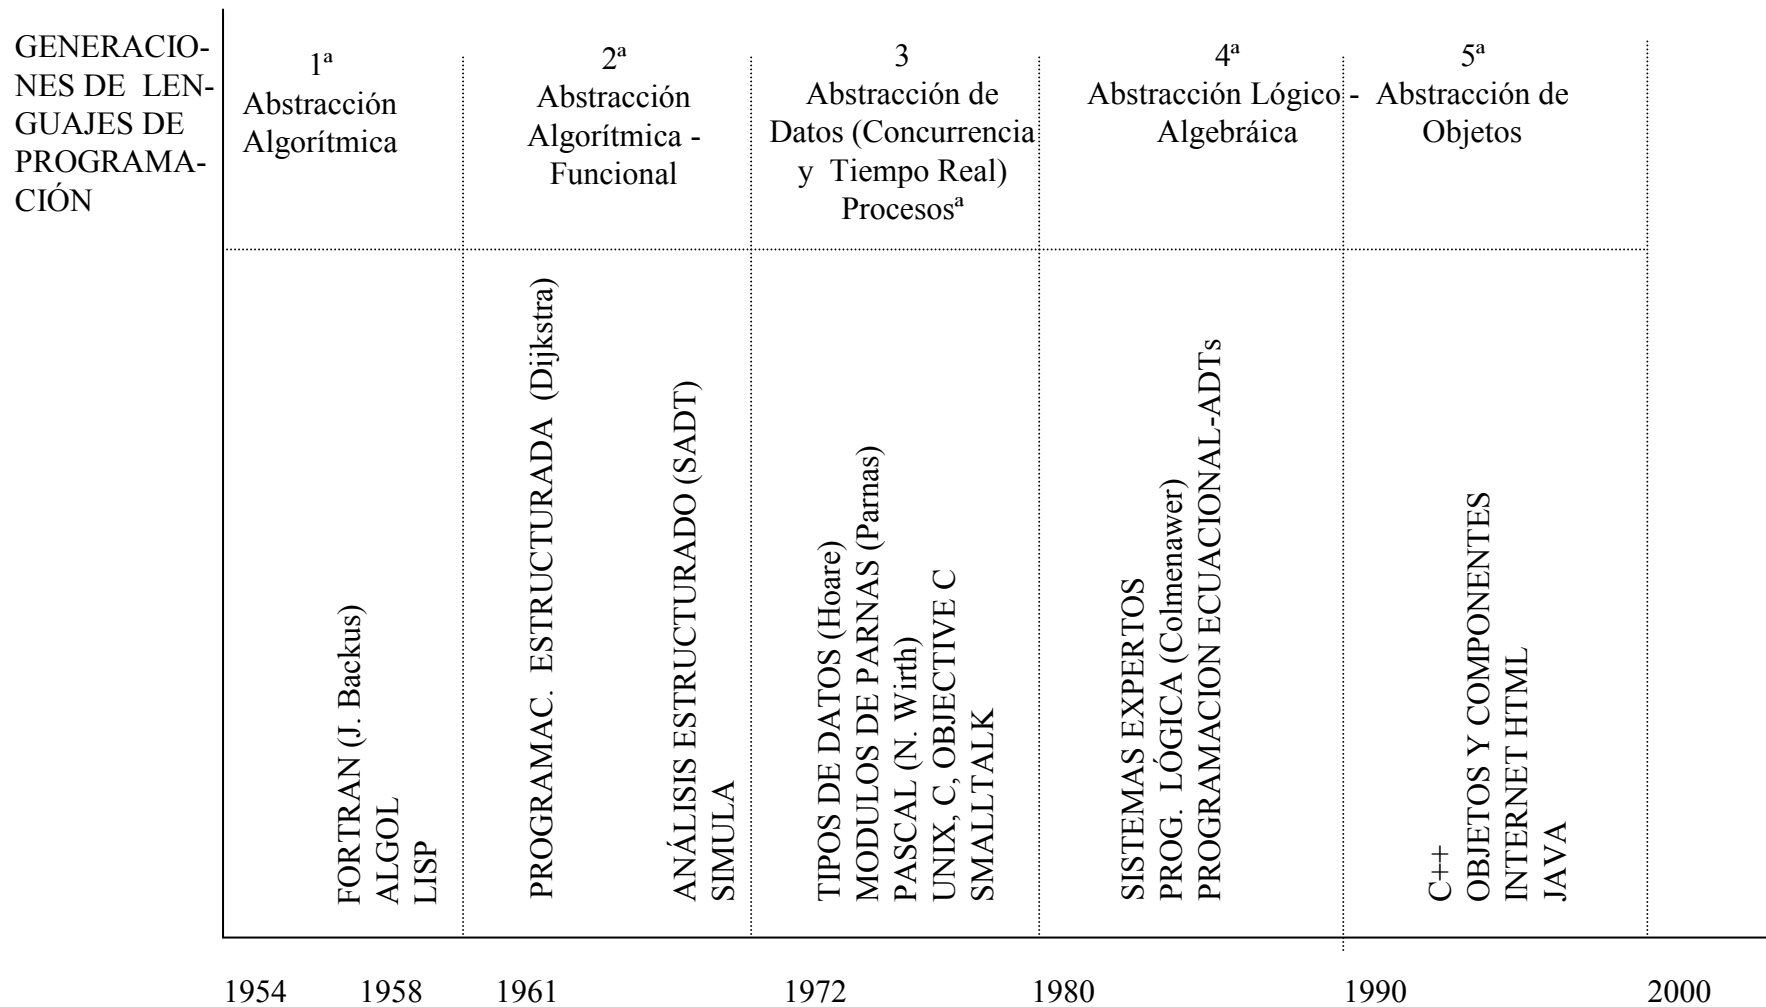 GENERACIO-
NES DE LEN-
GUAJES DE
PROGRAMA-
CIÓN
1ª
Abstracción
Algorítmica
2ª
Abstracción
Algorítmica -
Funcional
3
Abstracción de
Datos (Concurrencia
y Tiempo Real)
Procesosª
4ª
Abstracción Lógico -
Algebráica
5ª
Abstracción de
Objetos
FORTRAN (J. Backus)
ALGOL
LISP
PROGRAMAC. ESTRUCTURADA (Dijkstra)
ANÁLISIS ESTRUCTURADO (SADT)
SIMULA
TIPOS DE DATOS (Hoare)
MODULOS DE PARNAS (Parnas)
PASCAL (N. Wirth)
UNIX, C, OBJECTIVE C
SMALLTALK
SISTEMAS EXPERTOS
PROG. LÓGICA (Colmenawer)
PROGRAMACION ECUACIONAL-ADTs
C++
OBJETOS Y COMPONENTES
INTERNET HTML
JAVA
1954 1958 1961 1972 1980 1990 2000